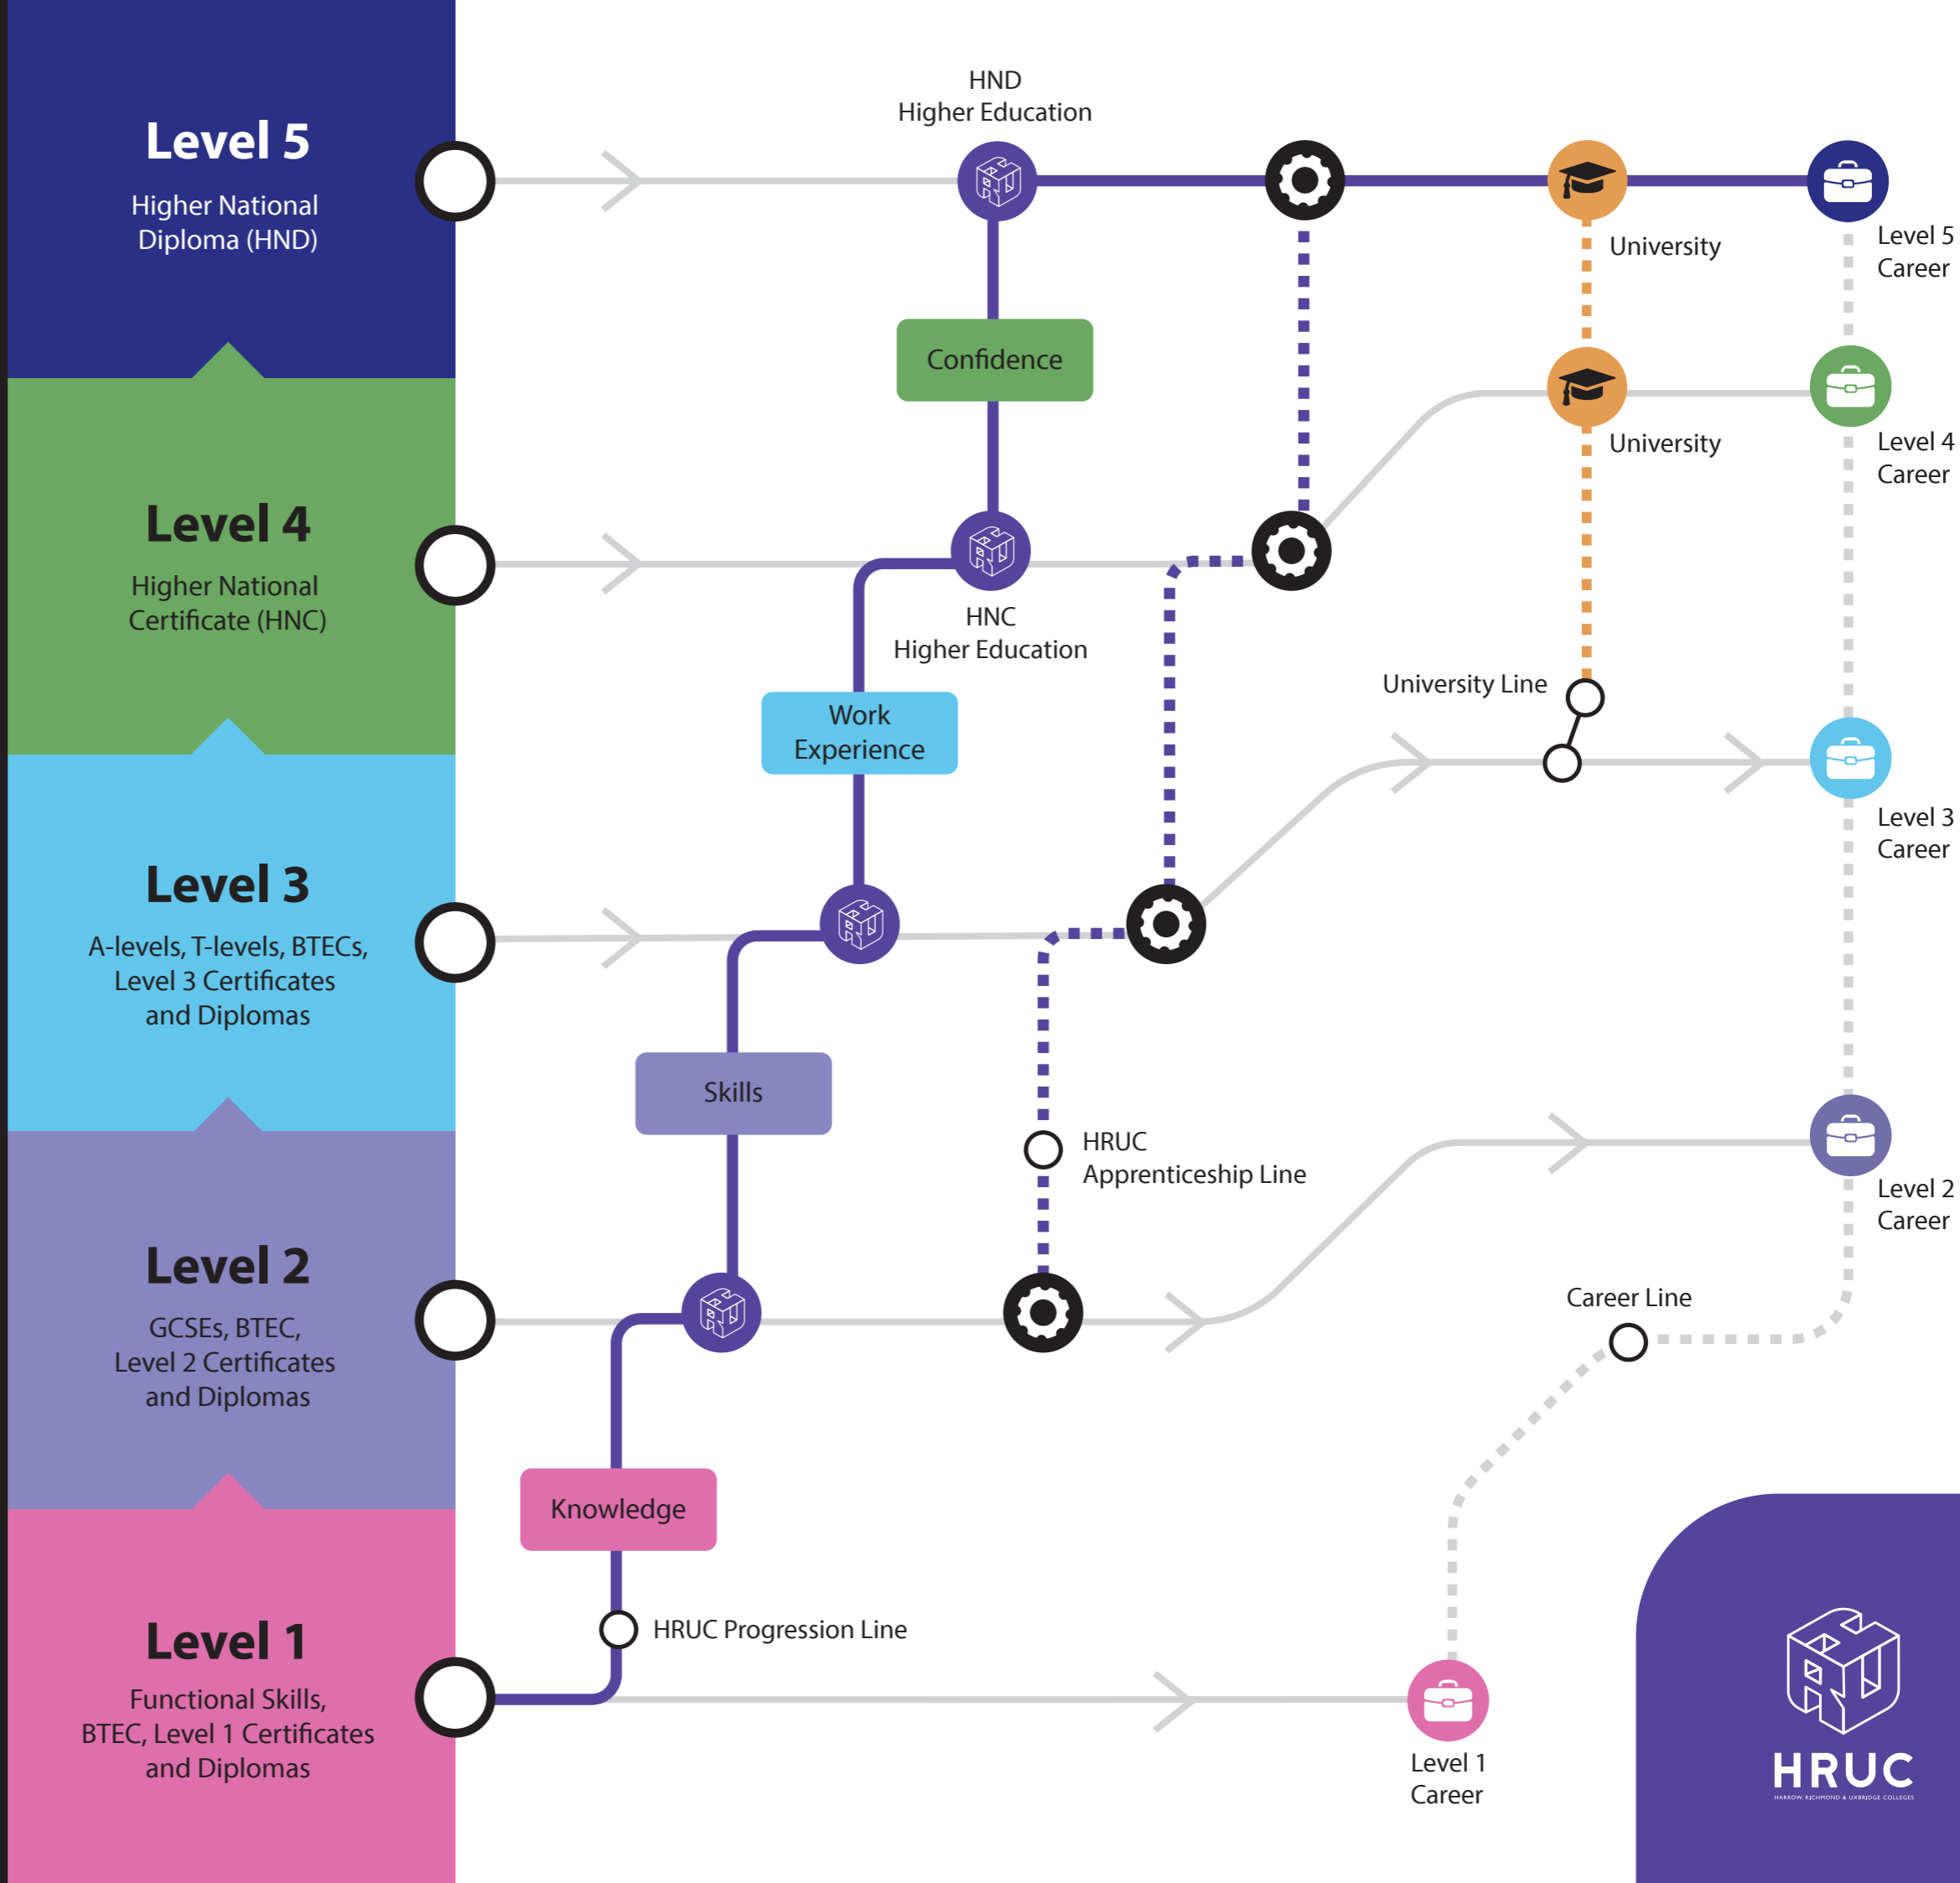 Level 5
Higher National
Diploma (HND)
Level 4
Higher National
Certificate (HNC)
Level 3
A-levels, T-levels, BTECs,
Level 3 Certificates
and Diplomas
Level 2
GCSEs, BTEC,
Level 2 Certificates
and Diplomas
Level 1
Functional Skills,
BTEC, Level 1 Certificates
and Diplomas
HND
Higher Education
University
Level 5
Career
Confidence
University
Level 4
Career
HNC
Higher Education
University Line
Work
Experience
Level 3
Career
Skills
HRUC
Apprenticeship Line
Level 2
Career
Career Line
Knowledge
HRUC Progression Line
Level 1
Career
HRUC
HARROW, RICHMOND & UXBRIDGE COLLEGES